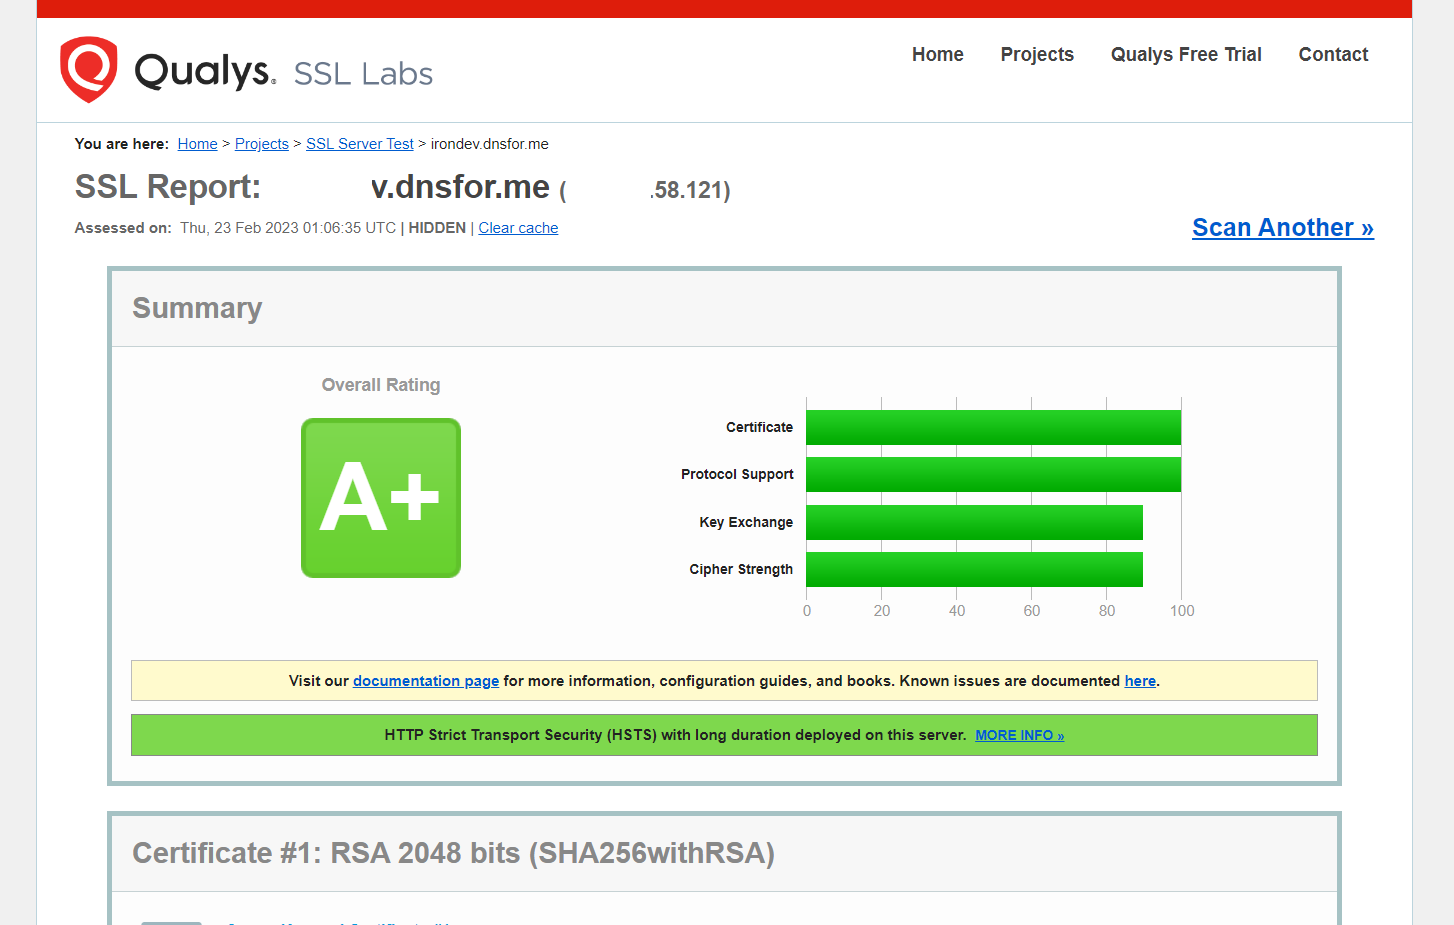 Qualys. SSL Labs
Home Projects Qualys Free Trial Contact
You are here: Home > Projects > SSL Server Test > irondev.dnsfor.me
SSL Report: v.dnsfor.me ( .58.121)
Assessed on: Thu, 23 Feb 2023 01:06:35 UTC | HIDDEN | Clear cache
Scan Another »
Summary
Overall Rating
A+
Certificate
Protocol Support
Key Exchange
Cipher Strength
0 20 40 60 80 100
Visit our documentation page for more information, configuration guides, and books. Known issues are documented here.
HTTP Strict Transport Security (HSTS) with long duration deployed on this server. MORE INFO »
Certificate #1: RSA 2048 bits (SHA256withRSA)